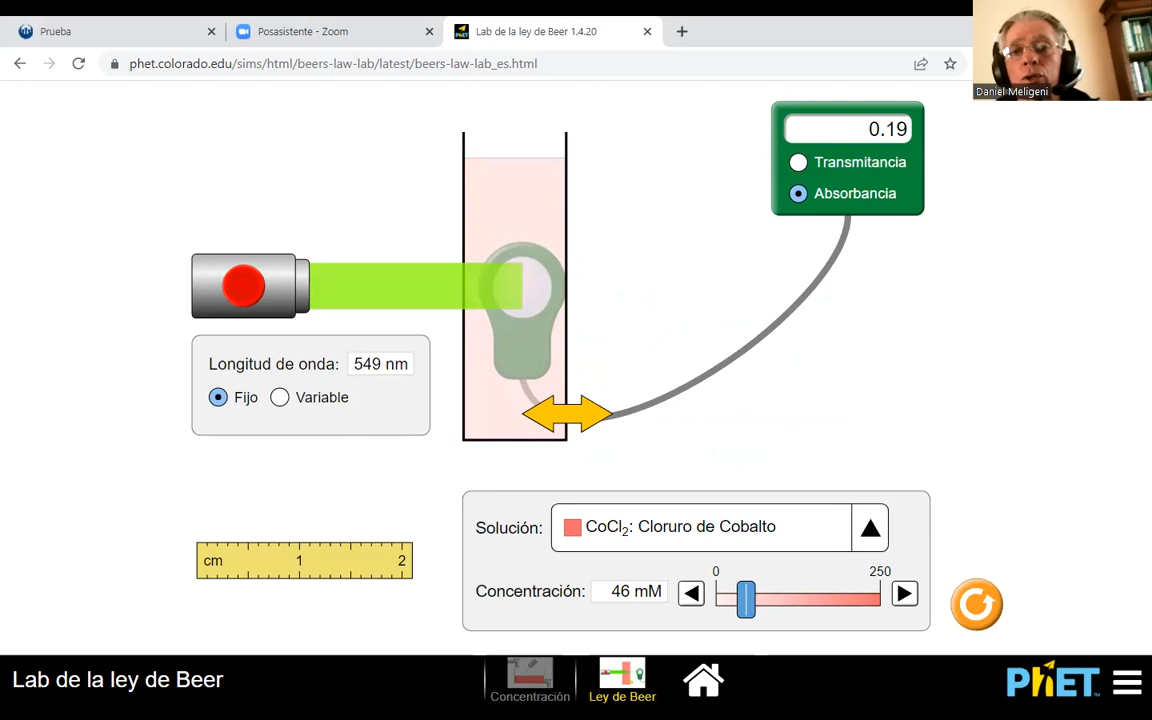 Prueba
Posasistente - Zoom
Lab de la ley de Beer 1.4.20
phet.colorado.edu/sims/html/beers-law-lab/latest/beers-law-lab_es.html
Daniel Meligeni
0.19
Transmitancia
Absorbancia
Longitud de onda: 549 nm
Fijo Variable
cm 1 2
Solución: CoCl₂: Cloruro de Cobalto
0 250
Concentración: 46 mM
Lab de la ley de Beer
Concentración
Ley de Beer
PhET